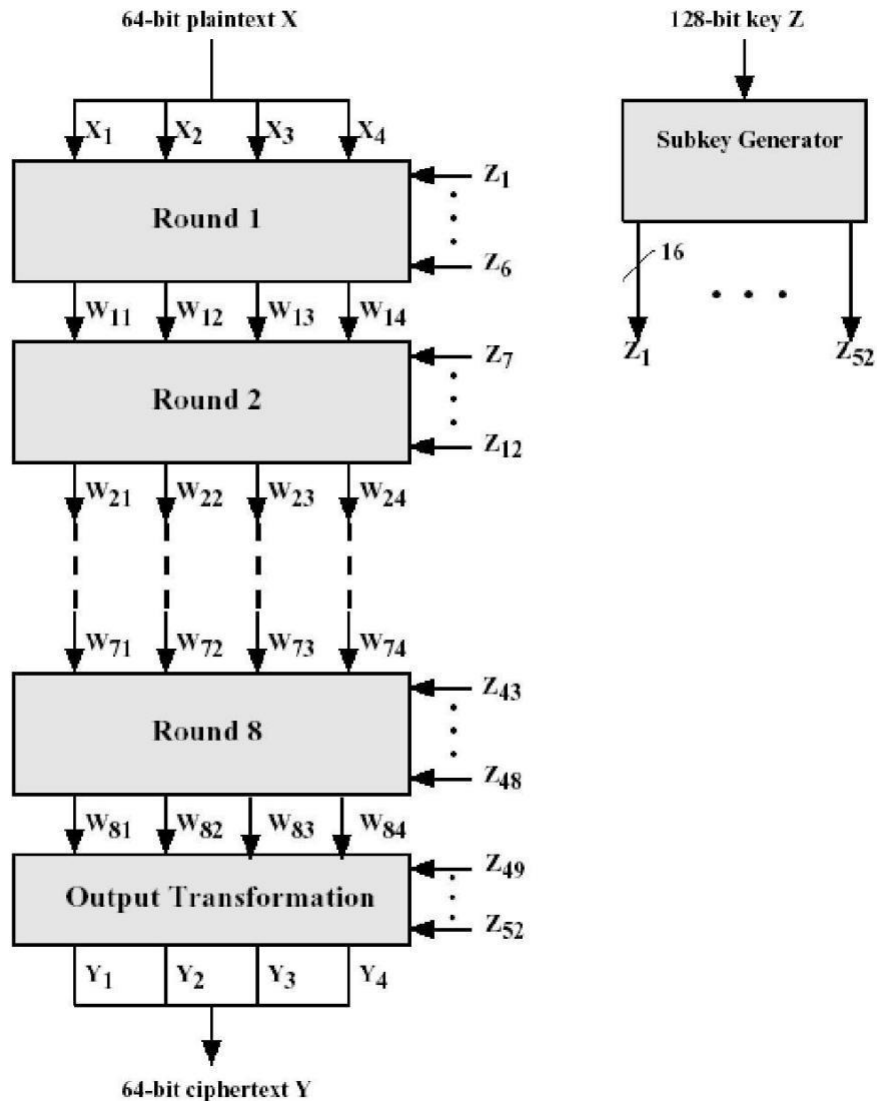 64-bit plaintext X
128-bit key Z
X1 X2 X3 X4
Subkey Generator
Z1
Round 1
Z6
16
W11 W12 W13 W14
Z1 Z52
Z7
Round 2
Z12
W21 W22 W23 W24
W71 W72 W73 W74
Z43
Round 8
Z48
W81 W82 W83 W84
Z49
Output Transformation
Z52
Y1 Y2 Y3 Y4
64-bit ciphertext Y